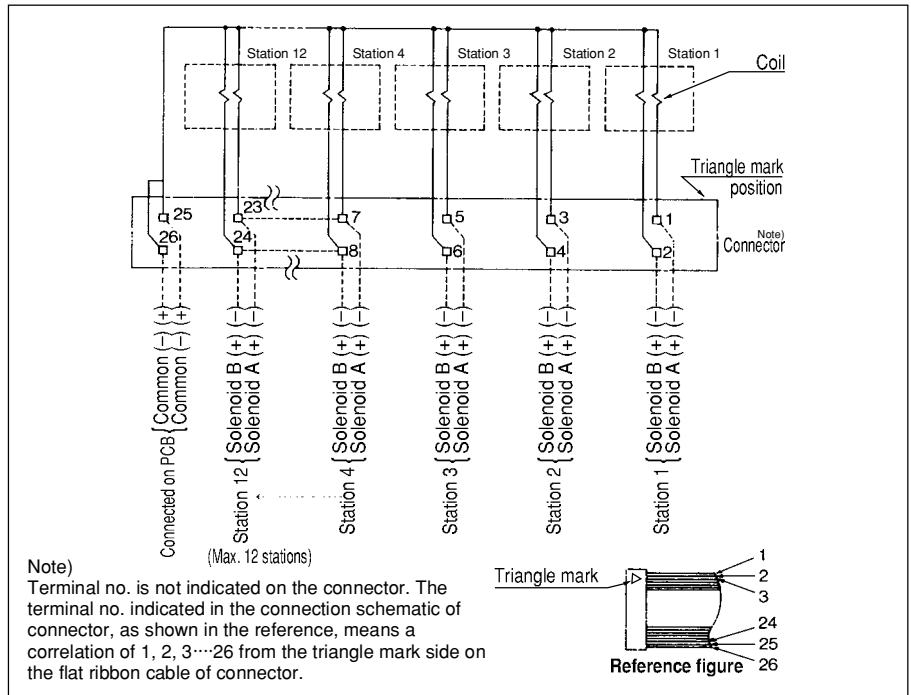 Station 12
Station 4
Station 3
Station 2
Station 1
Coil
Triangle mark
position
Note)
Connector
25
26
23
24
7
8
5
6
3
4
1
2
Connected on PCB { Common (−) (+)
Common (−) (+)
Station 12 { Solenoid B (+) (−)
Solenoid A (+) (−)
Station 4 { Solenoid B (+) (−)
Solenoid A (+) (−)
Station 3 { Solenoid B (+) (−)
Solenoid A (+) (−)
Station 2 { Solenoid B (+) (−)
Solenoid A (+) (−)
Station 1 { Solenoid B (+) (−)
Solenoid A (+) (−)
(Max. 12 stations)
Note)
Terminal no. is not indicated on the connector. The
terminal no. indicated in the connection schematic of
connector, as shown in the reference, means a
correlation of 1, 2, 3····26 from the triangle mark side on
the flat ribbon cable of connector.
Triangle mark
1
2
3
24
25
26
Reference figure